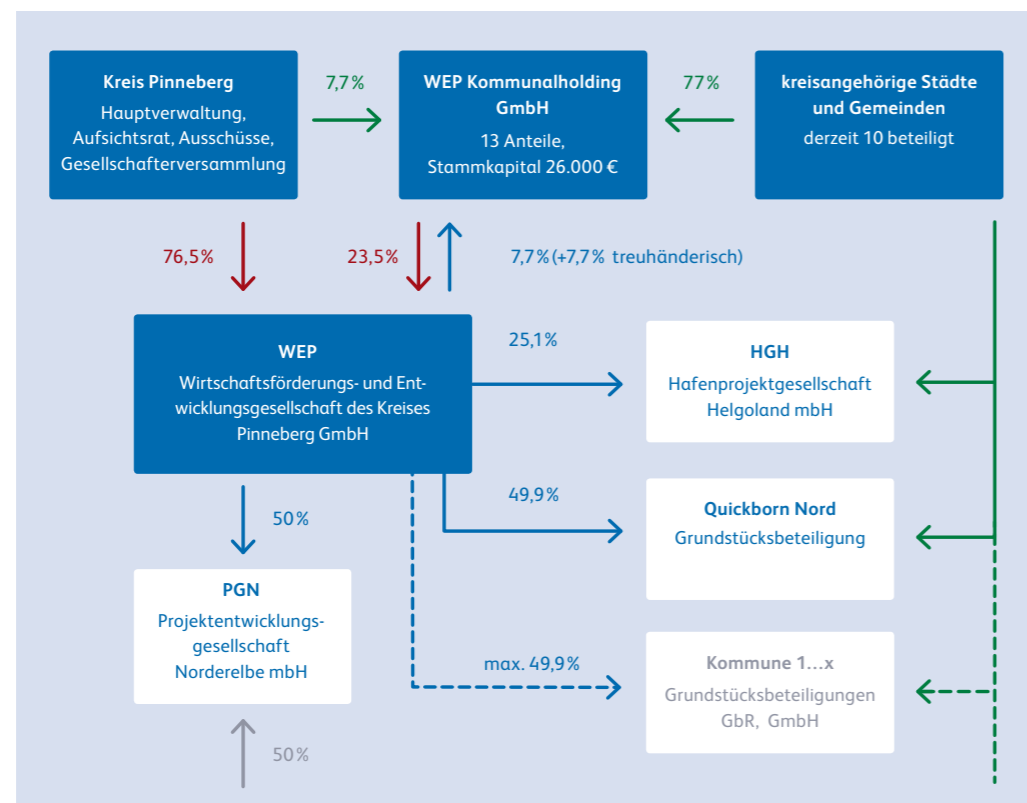 Kreis Pinneberg
Hauptverwaltung,
Aufsichtsrat, Ausschüsse,
Gesellschafterversammlung
7,7 %
WEP Kommunalholding
GmbH
13 Anteile,
Stammkapital 26.000 €
77 %
kreisangehörige Städte
und Gemeinden
derzeit 10 beteiligt
76,5 %
23,5 %
7,7 % (+7,7 % treuhänderisch)
WEP
Wirtschaftsförderungs- und Ent-
wicklungsgesellschaft des Kreises
Pinneberg GmbH
25,1 %
HGH
Hafenprojektgesellschaft
Helgoland mbH
49,9 %
Quickborn Nord
Grundstücksbeteiligung
50 %
PGN
Projektentwicklungs-
gesellschaft
Norderelbe mbH
max. 49,9 %
Kommune 1…x
Grundstücksbeteiligungen
GbR, GmbH
50 %